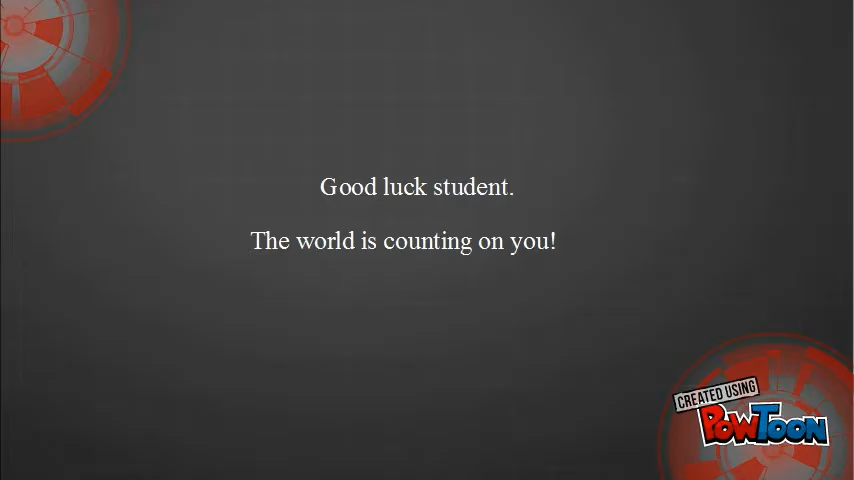 Good luck student.
The world is counting on you!
CREATED USING
POWTOON